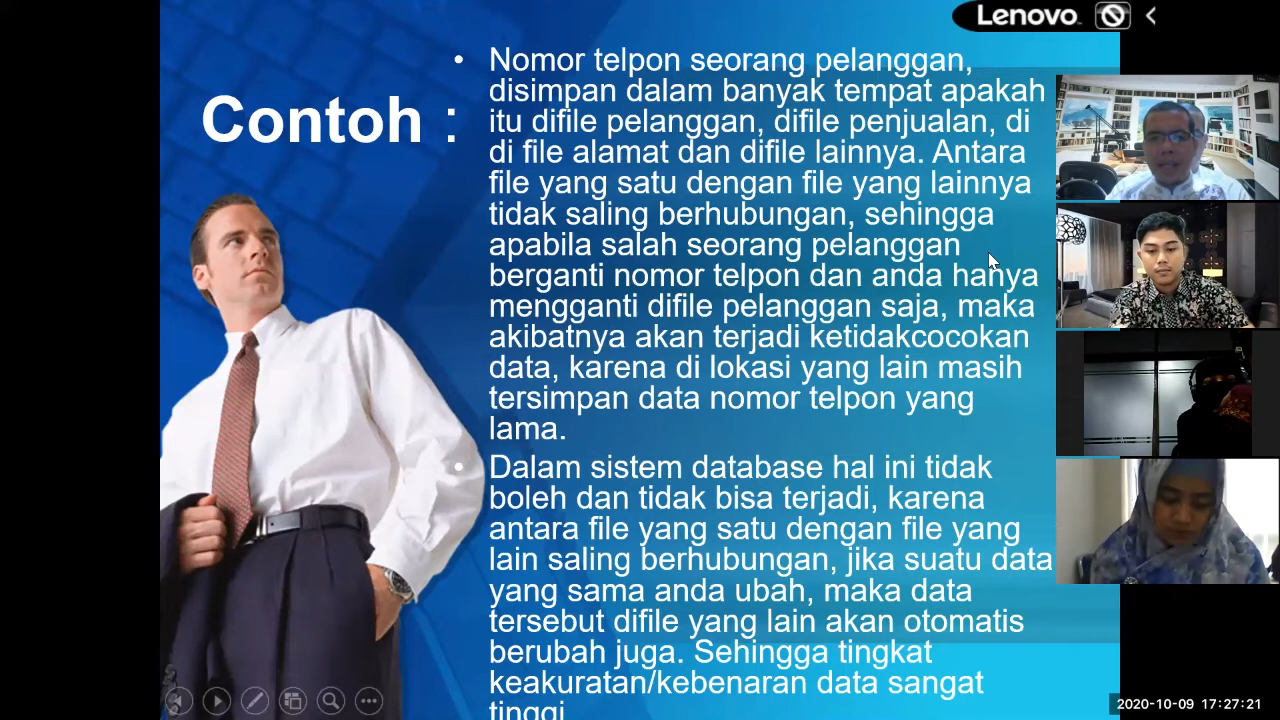 Lenovo
Contoh :
• Nomor telpon seorang pelanggan,
disimpan dalam banyak tempat apakah
itu difile pelanggan, difile penjualan, di
di file alamat dan difile lainnya. Antara
file yang satu dengan file yang lainnya
tidak saling berhubungan, sehingga
apabila salah seorang pelanggan
berganti nomor telpon dan anda hanya
mengganti difile pelanggan saja, maka
akibatnya akan terjadi ketidakcocokan
data, karena di lokasi yang lain masih
tersimpan data nomor telpon yang
lama.
• Dalam sistem database hal ini tidak
boleh dan tidak bisa terjadi, karena
antara file yang satu dengan file yang
lain saling berhubungan, jika suatu data
yang sama anda ubah, maka data
tersebut difile yang lain akan otomatis
berubah juga. Sehingga tingkat
keakuratan/kebenaran data sangat
tinggi
2020-10-09 17:27:21